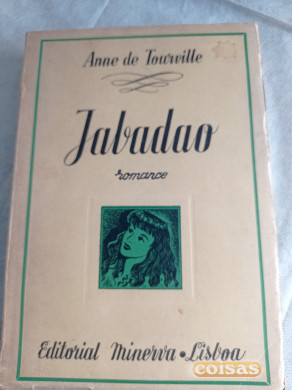 Anne de Tourville
Jabadao
romance
Editorial Minerva • Lisboa
coisas